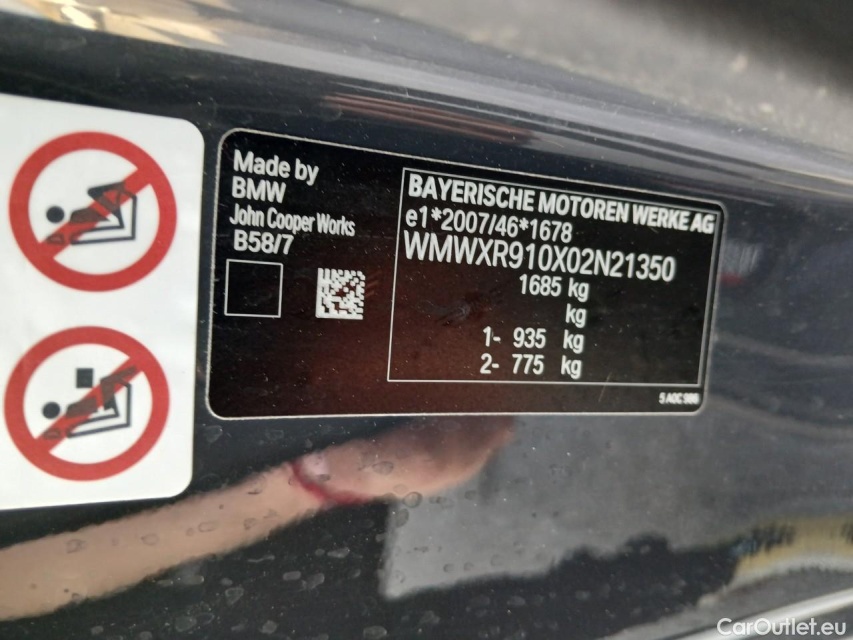 Made by
BMW
John Cooper Works
B58/7
BAYERISCHE MOTOREN WERKE AG
e1*2007/46*1678
WMWXR910X02N21350
1685 kg
kg
1- 935 kg
2- 775 kg
5 A0C 986
CarOutlet.eu